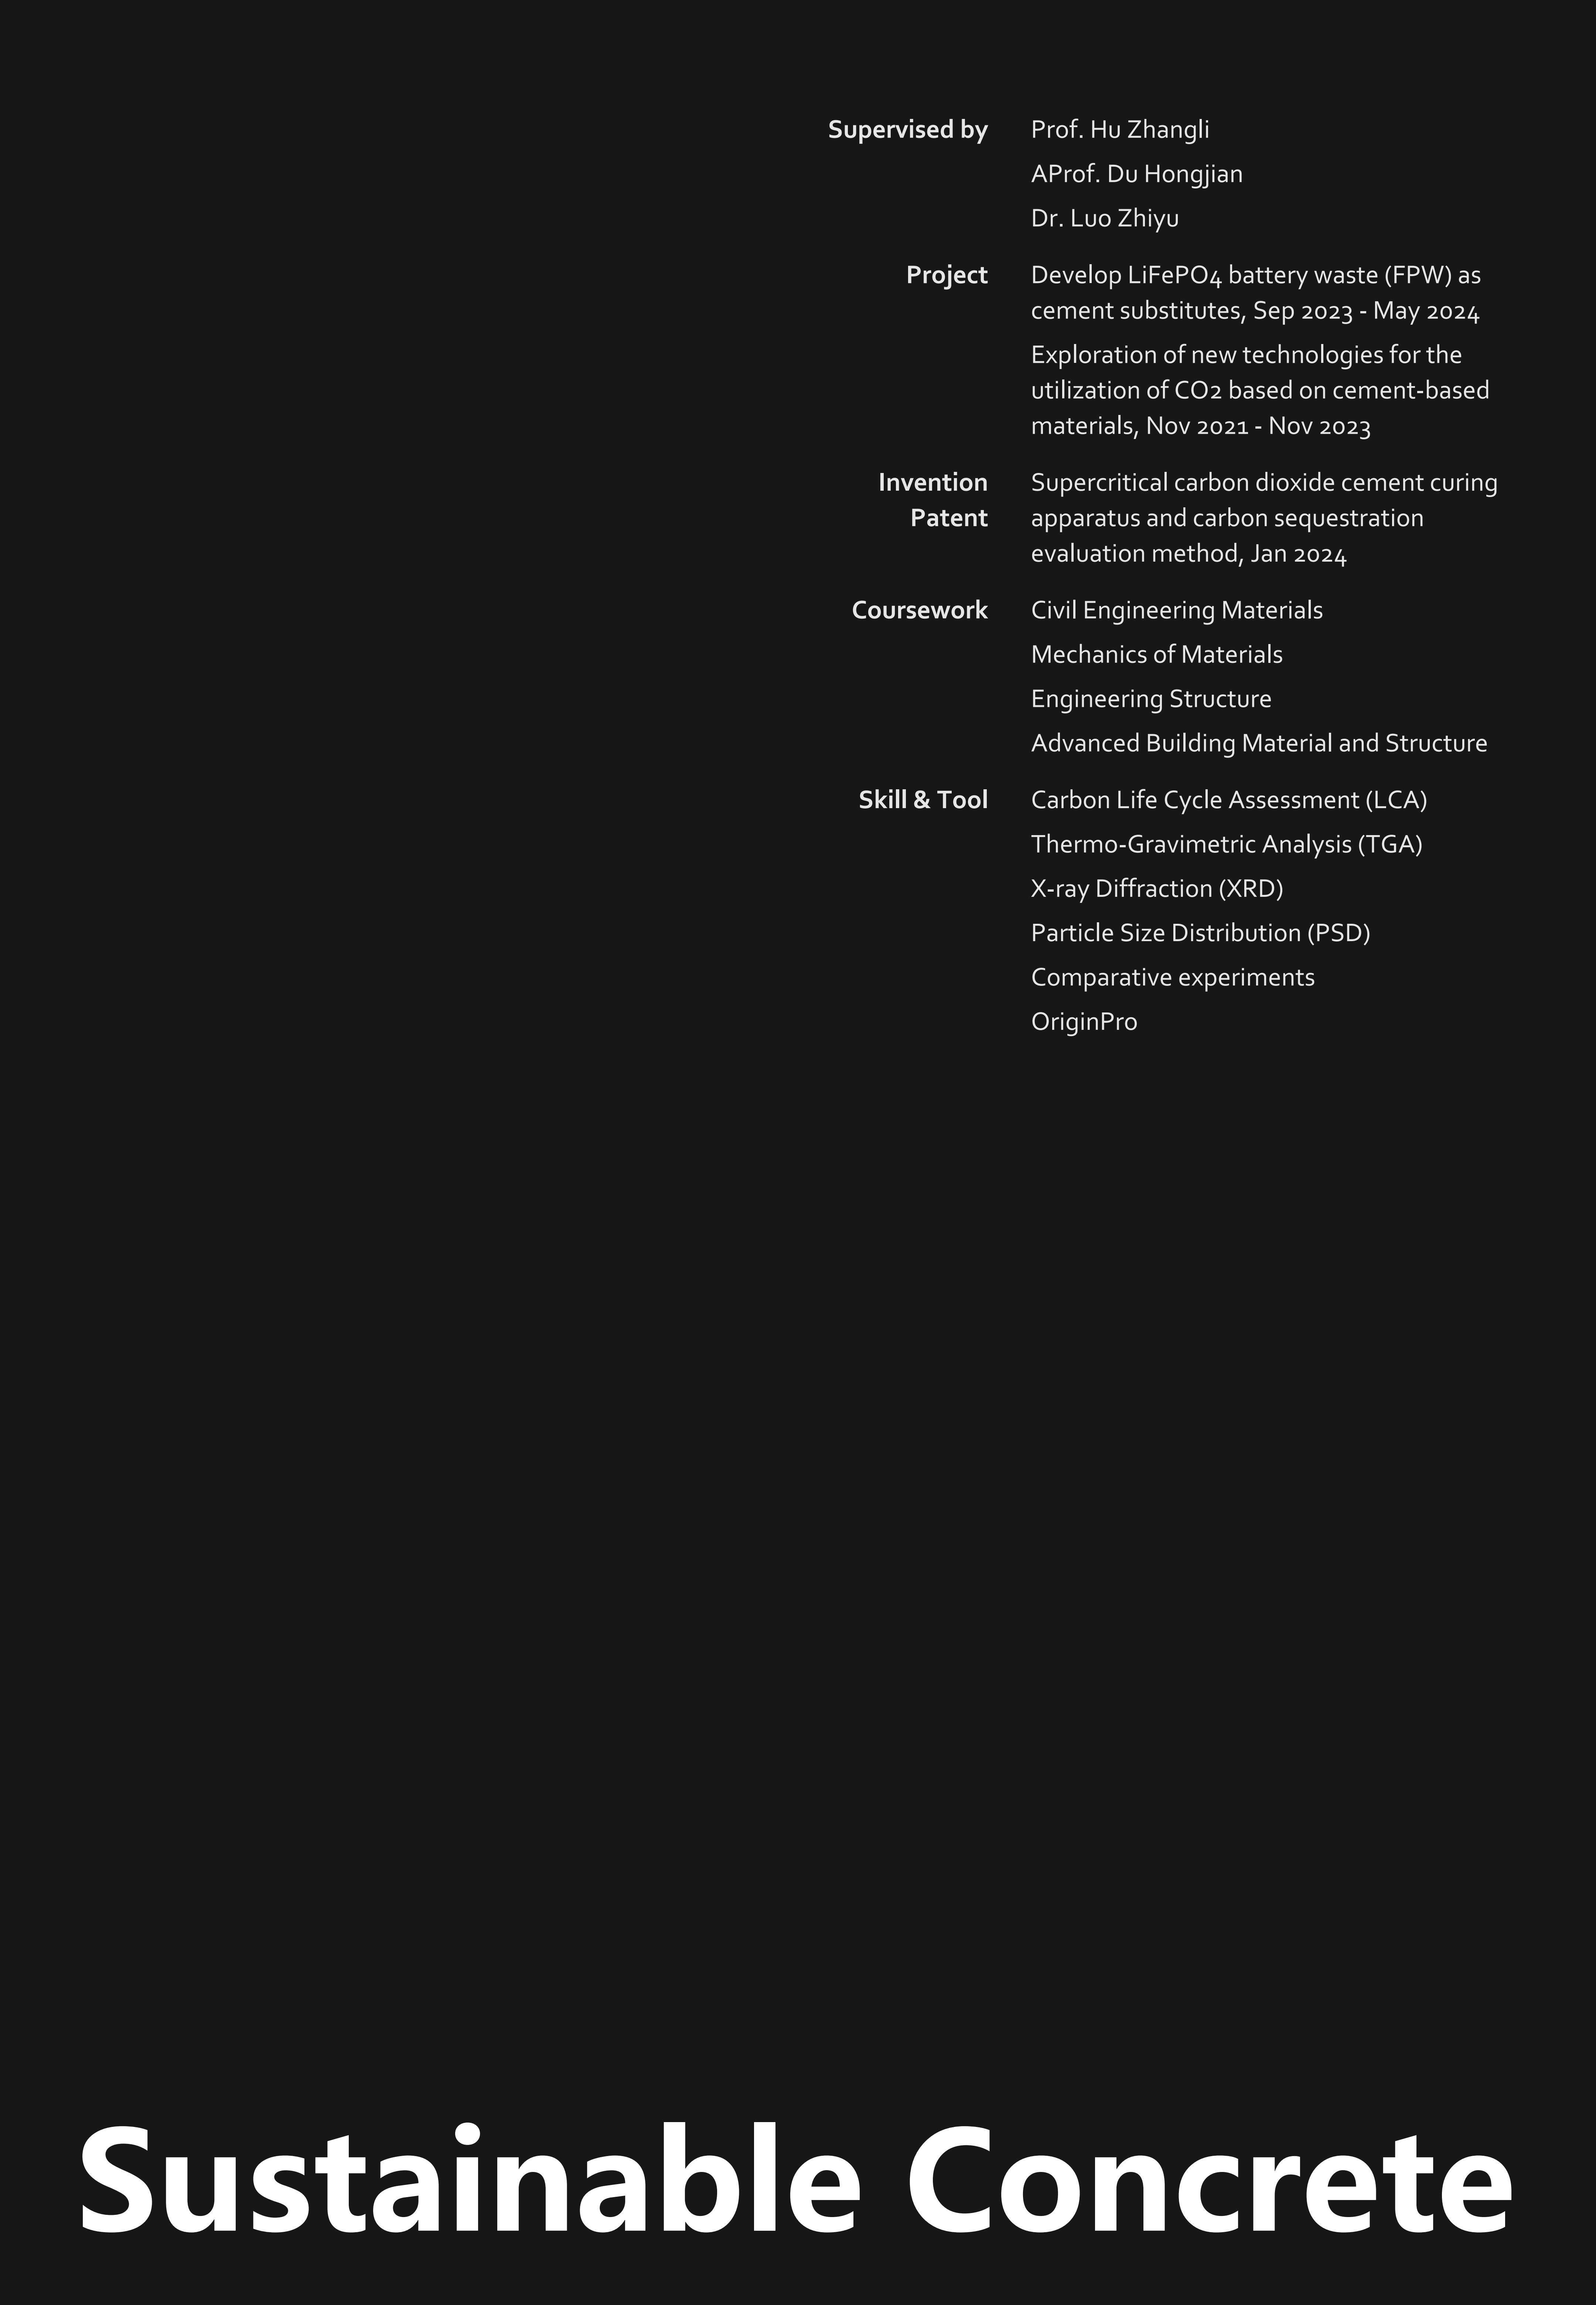 Supervised by Prof. Hu Zhangli
AProf. Du Hongjian
Dr. Luo Zhiyu
Project Develop LiFePO4 battery waste (FPW) as
cement substitutes, Sep 2023 - May 2024
Exploration of new technologies for the
utilization of CO2 based on cement-based
materials, Nov 2021 - Nov 2023
Invention Supercritical carbon dioxide cement curing
Patent apparatus and carbon sequestration
evaluation method, Jan 2024
Coursework Civil Engineering Materials
Mechanics of Materials
Engineering Structure
Advanced Building Material and Structure
Skill & Tool Carbon Life Cycle Assessment (LCA)
Thermo-Gravimetric Analysis (TGA)
X-ray Diffraction (XRD)
Particle Size Distribution (PSD)
Comparative experiments
OriginPro
Sustainable Concrete